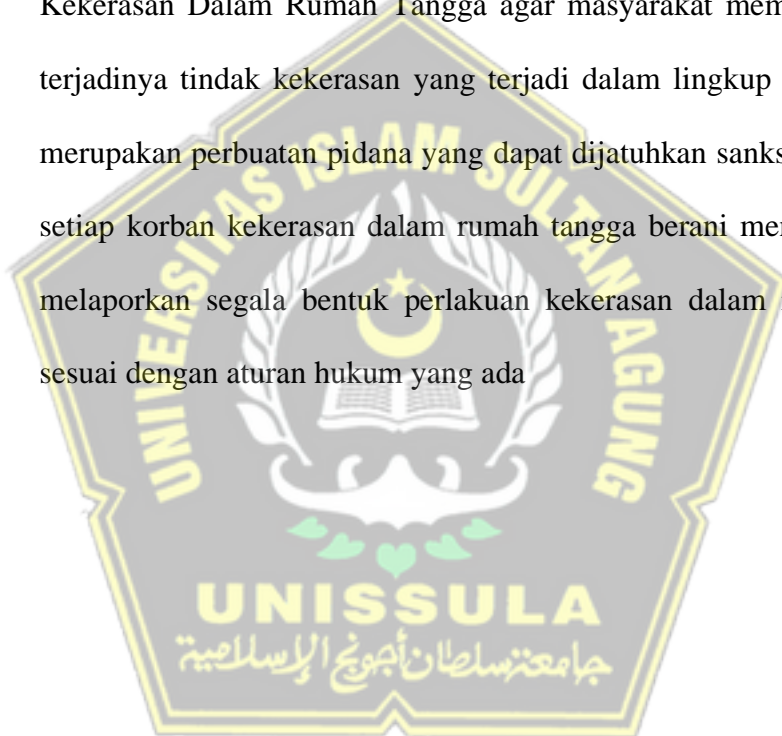 Kekerasan Dalam Rumah Tangga agar masyarakat mem
terjadinya tindak kekerasan yang terjadi dalam lingkup
merupakan perbuatan pidana yang dapat dijatuhkan sanks
setiap korban kekerasan dalam rumah tangga berani mer
melaporkan segala bentuk perlakuan kekerasan dalam
sesuai dengan aturan hukum yang ada
UNIVERSITAS ISLAM SULTAN AGUNG
UNISSULA
جامعة سلطان أجونج الإسلامية